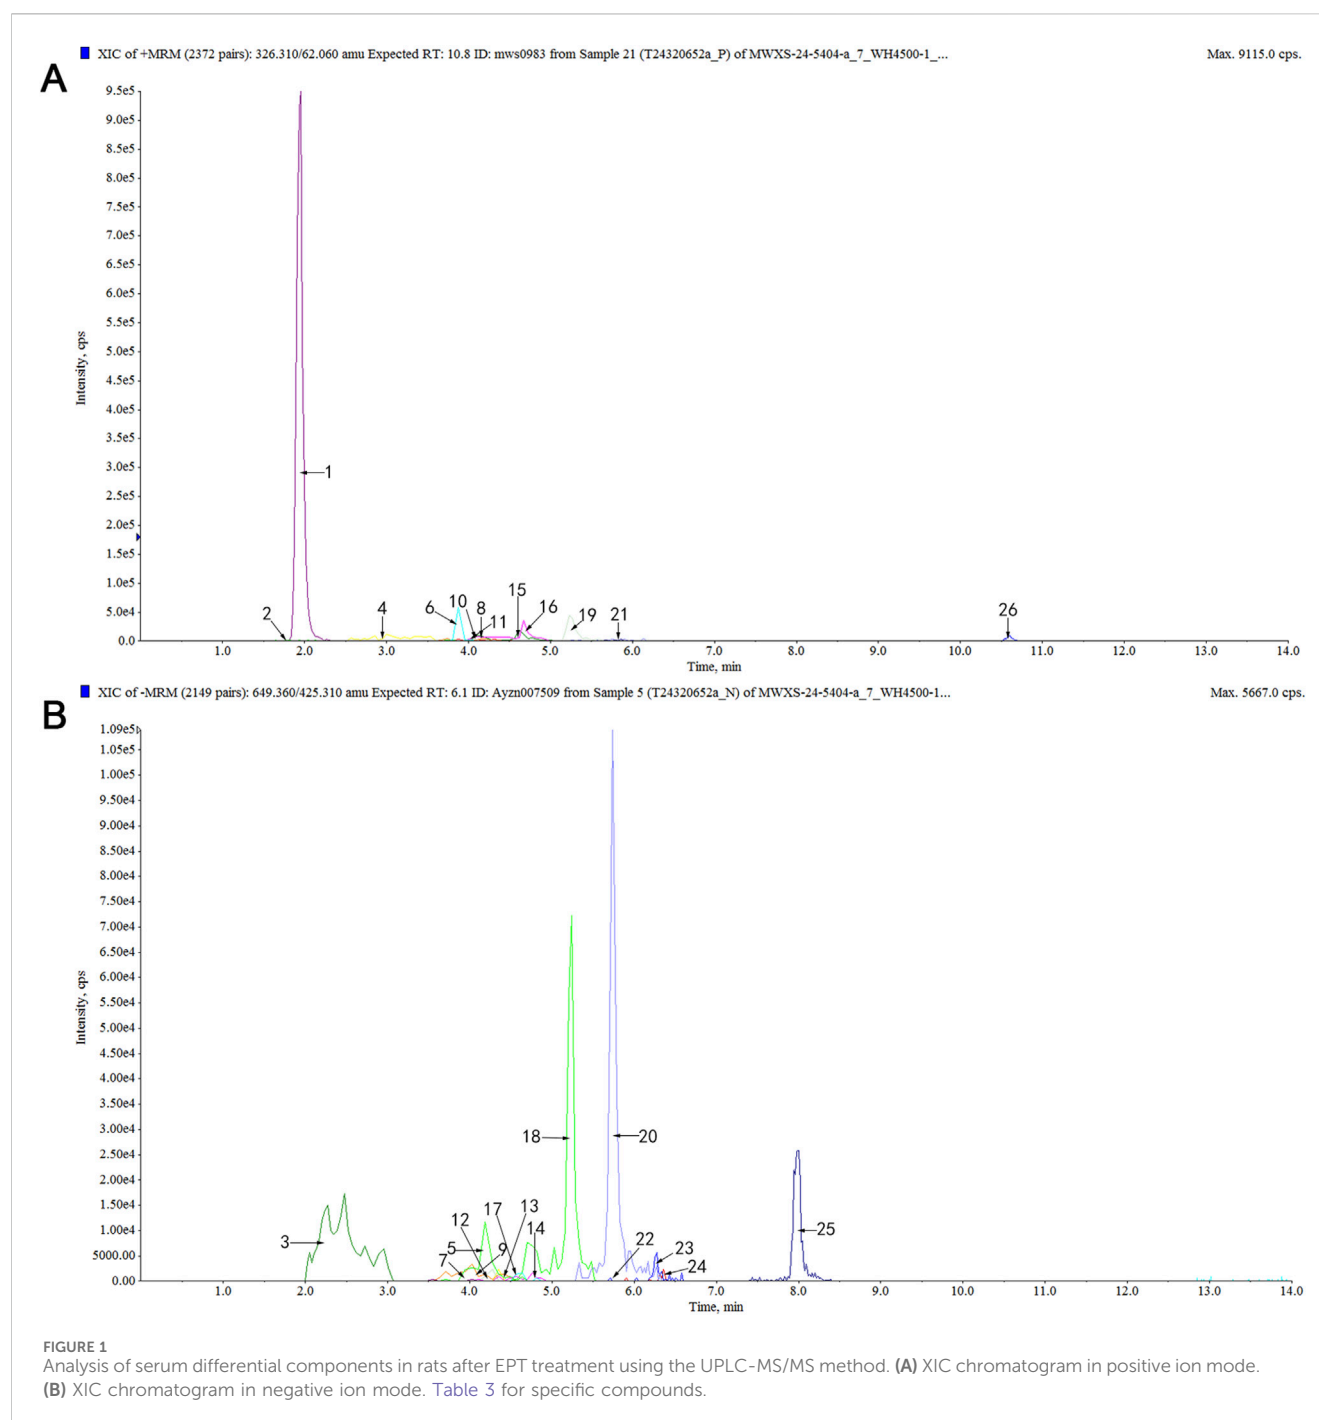 A
XIC of +MRM (2372 pairs): 326.310/62.060 amu Expected RT: 10.8 ID: mws0983 from Sample 21 (T24320652a_P) of MWXS-24-5404-a_7_WH4500-1_...
Max. 9115.0 cps.
9.5e5
9.0e5
8.5e5
8.0e5
7.5e5
7.0e5
6.5e5
6.0e5
5.5e5
5.0e5
4.5e5
4.0e5
3.5e5
3.0e5
2.5e5
2.0e5
1.5e5
1.0e5
5.0e4
0.0
Intensity, cps
1
2
4
6
10
8
11
15
16
19
21
26
1.0 2.0 3.0 4.0 5.0 6.0 7.0 8.0 9.0 10.0 11.0 12.0 13.0 14.0
Time, min
B
XIC of -MRM (2149 pairs): 649.360/425.310 amu Expected RT: 6.1 ID: Ayzn007509 from Sample 5 (T24320652a_N) of MWXS-24-5404-a_7_WH4500-1...
Max. 5667.0 cps.
1.09e5
1.05e5
1.00e5
9.50e4
9.00e4
8.50e4
8.00e4
7.50e4
7.00e4
6.50e4
6.00e4
5.50e4
5.00e4
4.50e4
4.00e4
3.50e4
3.00e4
2.50e4
2.00e4
1.50e4
1.00e4
5000.00
0.00
Intensity, cps
3
7
5
12
17
9
13
14
18
20
22
23
24
25
1.0 2.0 3.0 4.0 5.0 6.0 7.0 8.0 9.0 10.0 11.0 12.0 13.0 14.0
Time, min
FIGURE 1
Analysis of serum differential components in rats after EPT treatment using the UPLC-MS/MS method. (A) XIC chromatogram in positive ion mode.
(B) XIC chromatogram in negative ion mode. Table 3 for specific compounds.